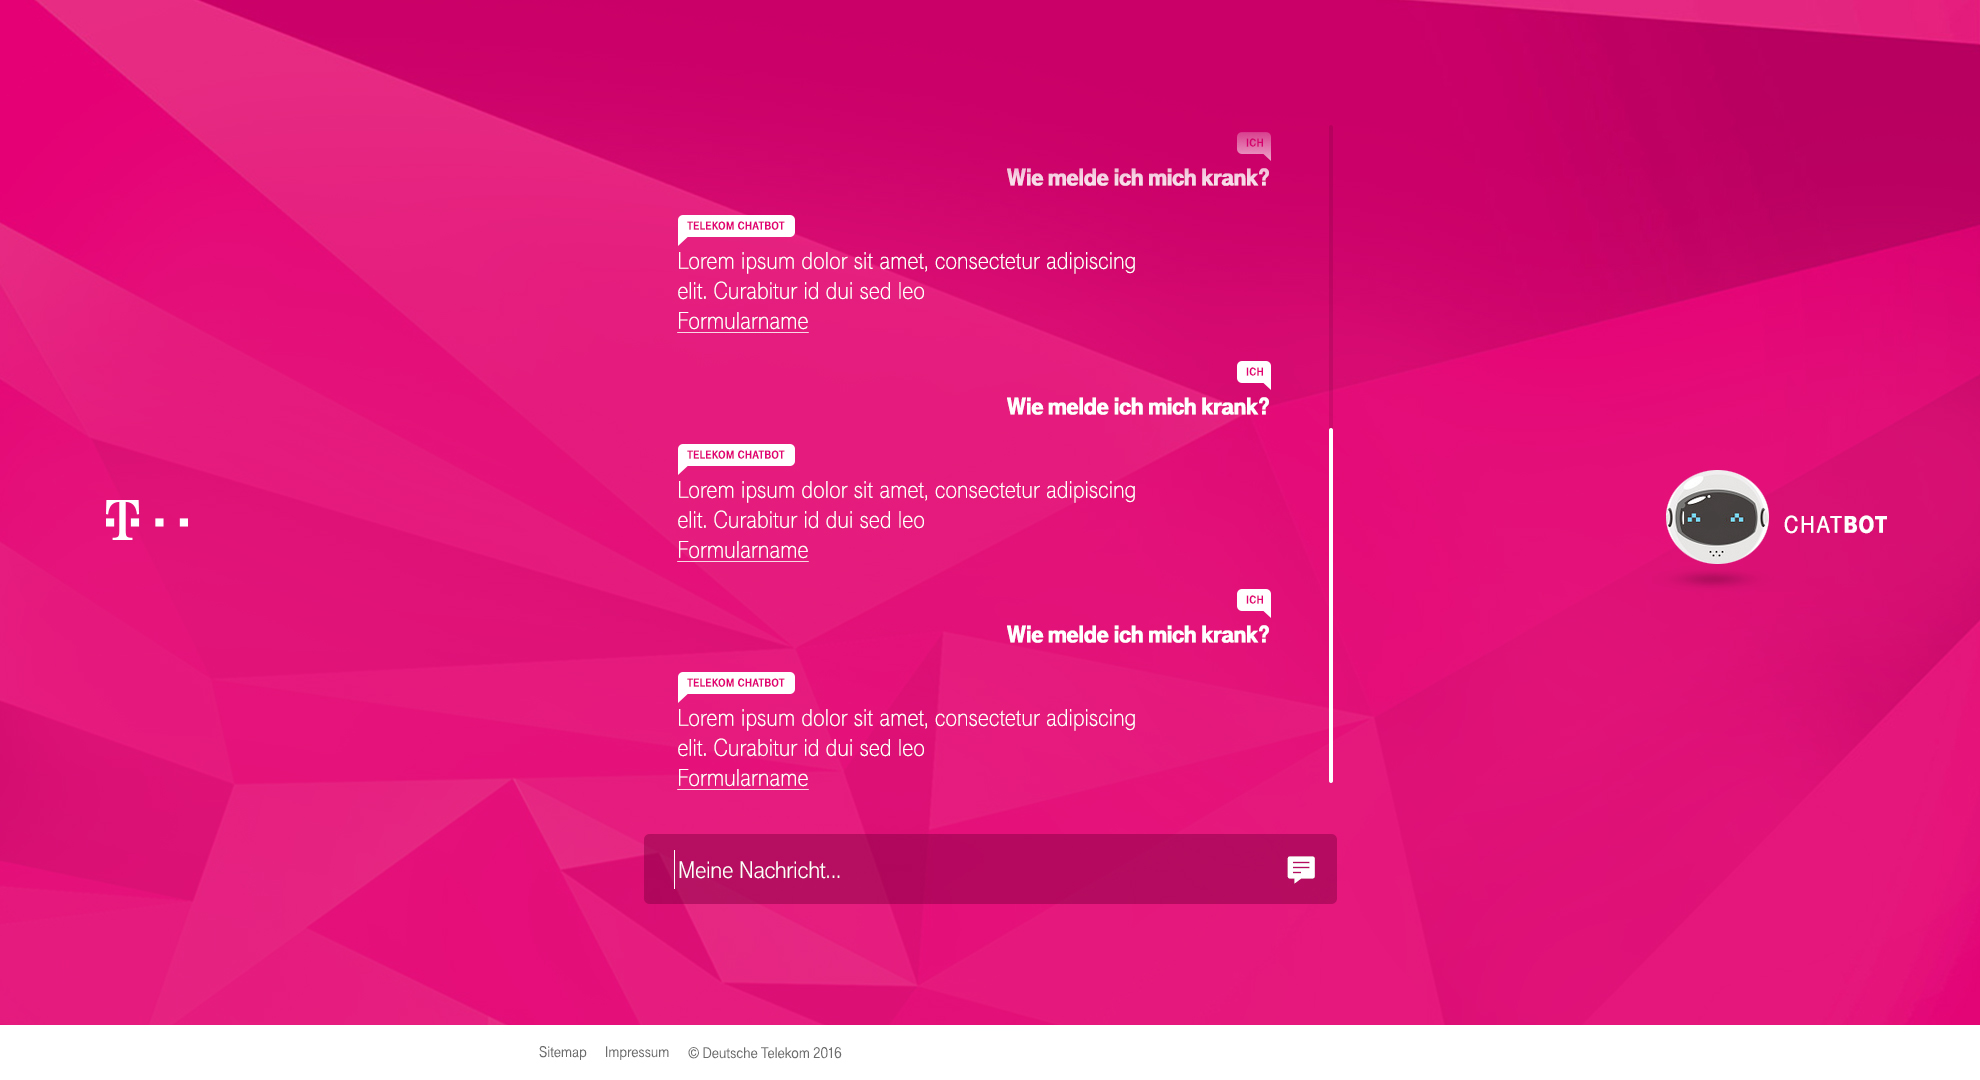 ICH
Wie melde ich mich krank?
TELEKOM CHATBOT
Lorem ipsum dolor sit amet, consectetur adipiscing
elit. Curabitur id dui sed leo
Formularname
ICH
Wie melde ich mich krank?
TELEKOM CHATBOT
Lorem ipsum dolor sit amet, consectetur adipiscing
elit. Curabitur id dui sed leo
Formularname
T
CHATBOT
ICH
Wie melde ich mich krank?
TELEKOM CHATBOT
Lorem ipsum dolor sit amet, consectetur adipiscing
elit. Curabitur id dui sed leo
Formularname
Meine Nachricht...
Sitemap Impressum © Deutsche Telekom 2016